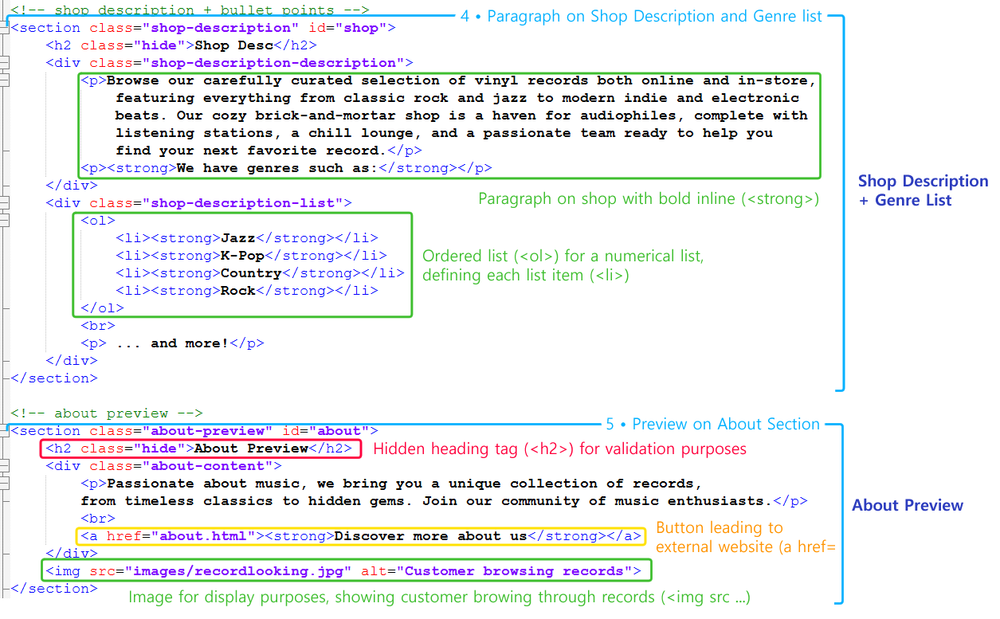 <!-- shop description + bullet points -->
4 • Paragraph on Shop Description and Genre list
<section class="shop-description" id="shop">
<h2 class="hide">Shop Desc</h2>
<div class="shop-description-description">
<p>Browse our carefully curated selection of vinyl records both online and in-store,
featuring everything from classic rock and jazz to modern indie and electronic
beats. Our cozy brick-and-mortar shop is a haven for audiophiles, complete with
listening stations, a chill lounge, and a passionate team ready to help you
find your next favorite record.</p>
<p><strong>We have genres such as:</strong></p>
</div>
Paragraph on shop with bold inline (<strong>)
Shop Description
+ Genre List
<div class="shop-description-list">
<ol>
<li><strong>Jazz</strong></li>
<li><strong>K-Pop</strong></li>
<li><strong>Country</strong></li>
<li><strong>Rock</strong></li>
</ol>
Ordered list (<ol>) for a numerical list,
defining each list item (<li>)
<br>
<p> ... and more!</p>
</div>
</section>
<!-- about preview -->
5 • Preview on About Section
<section class="about-preview" id="about">
<h2 class="hide">About Preview</h2>
Hidden heading tag (<h2>) for validation purposes
<div class="about-content">
<p>Passionate about music, we bring you a unique collection of records,
from timeless classics to hidden gems. Join our community of music enthusiasts.</p>
About Preview
<br>
<a href="about.html"><strong>Discover more about us</strong></a>
Button leading to
external website (a href=
</div>
<img src="images/recordlooking.jpg" alt="Customer browsing records">
</section>
Image for display purposes, showing customer browing through records (<img src ...)